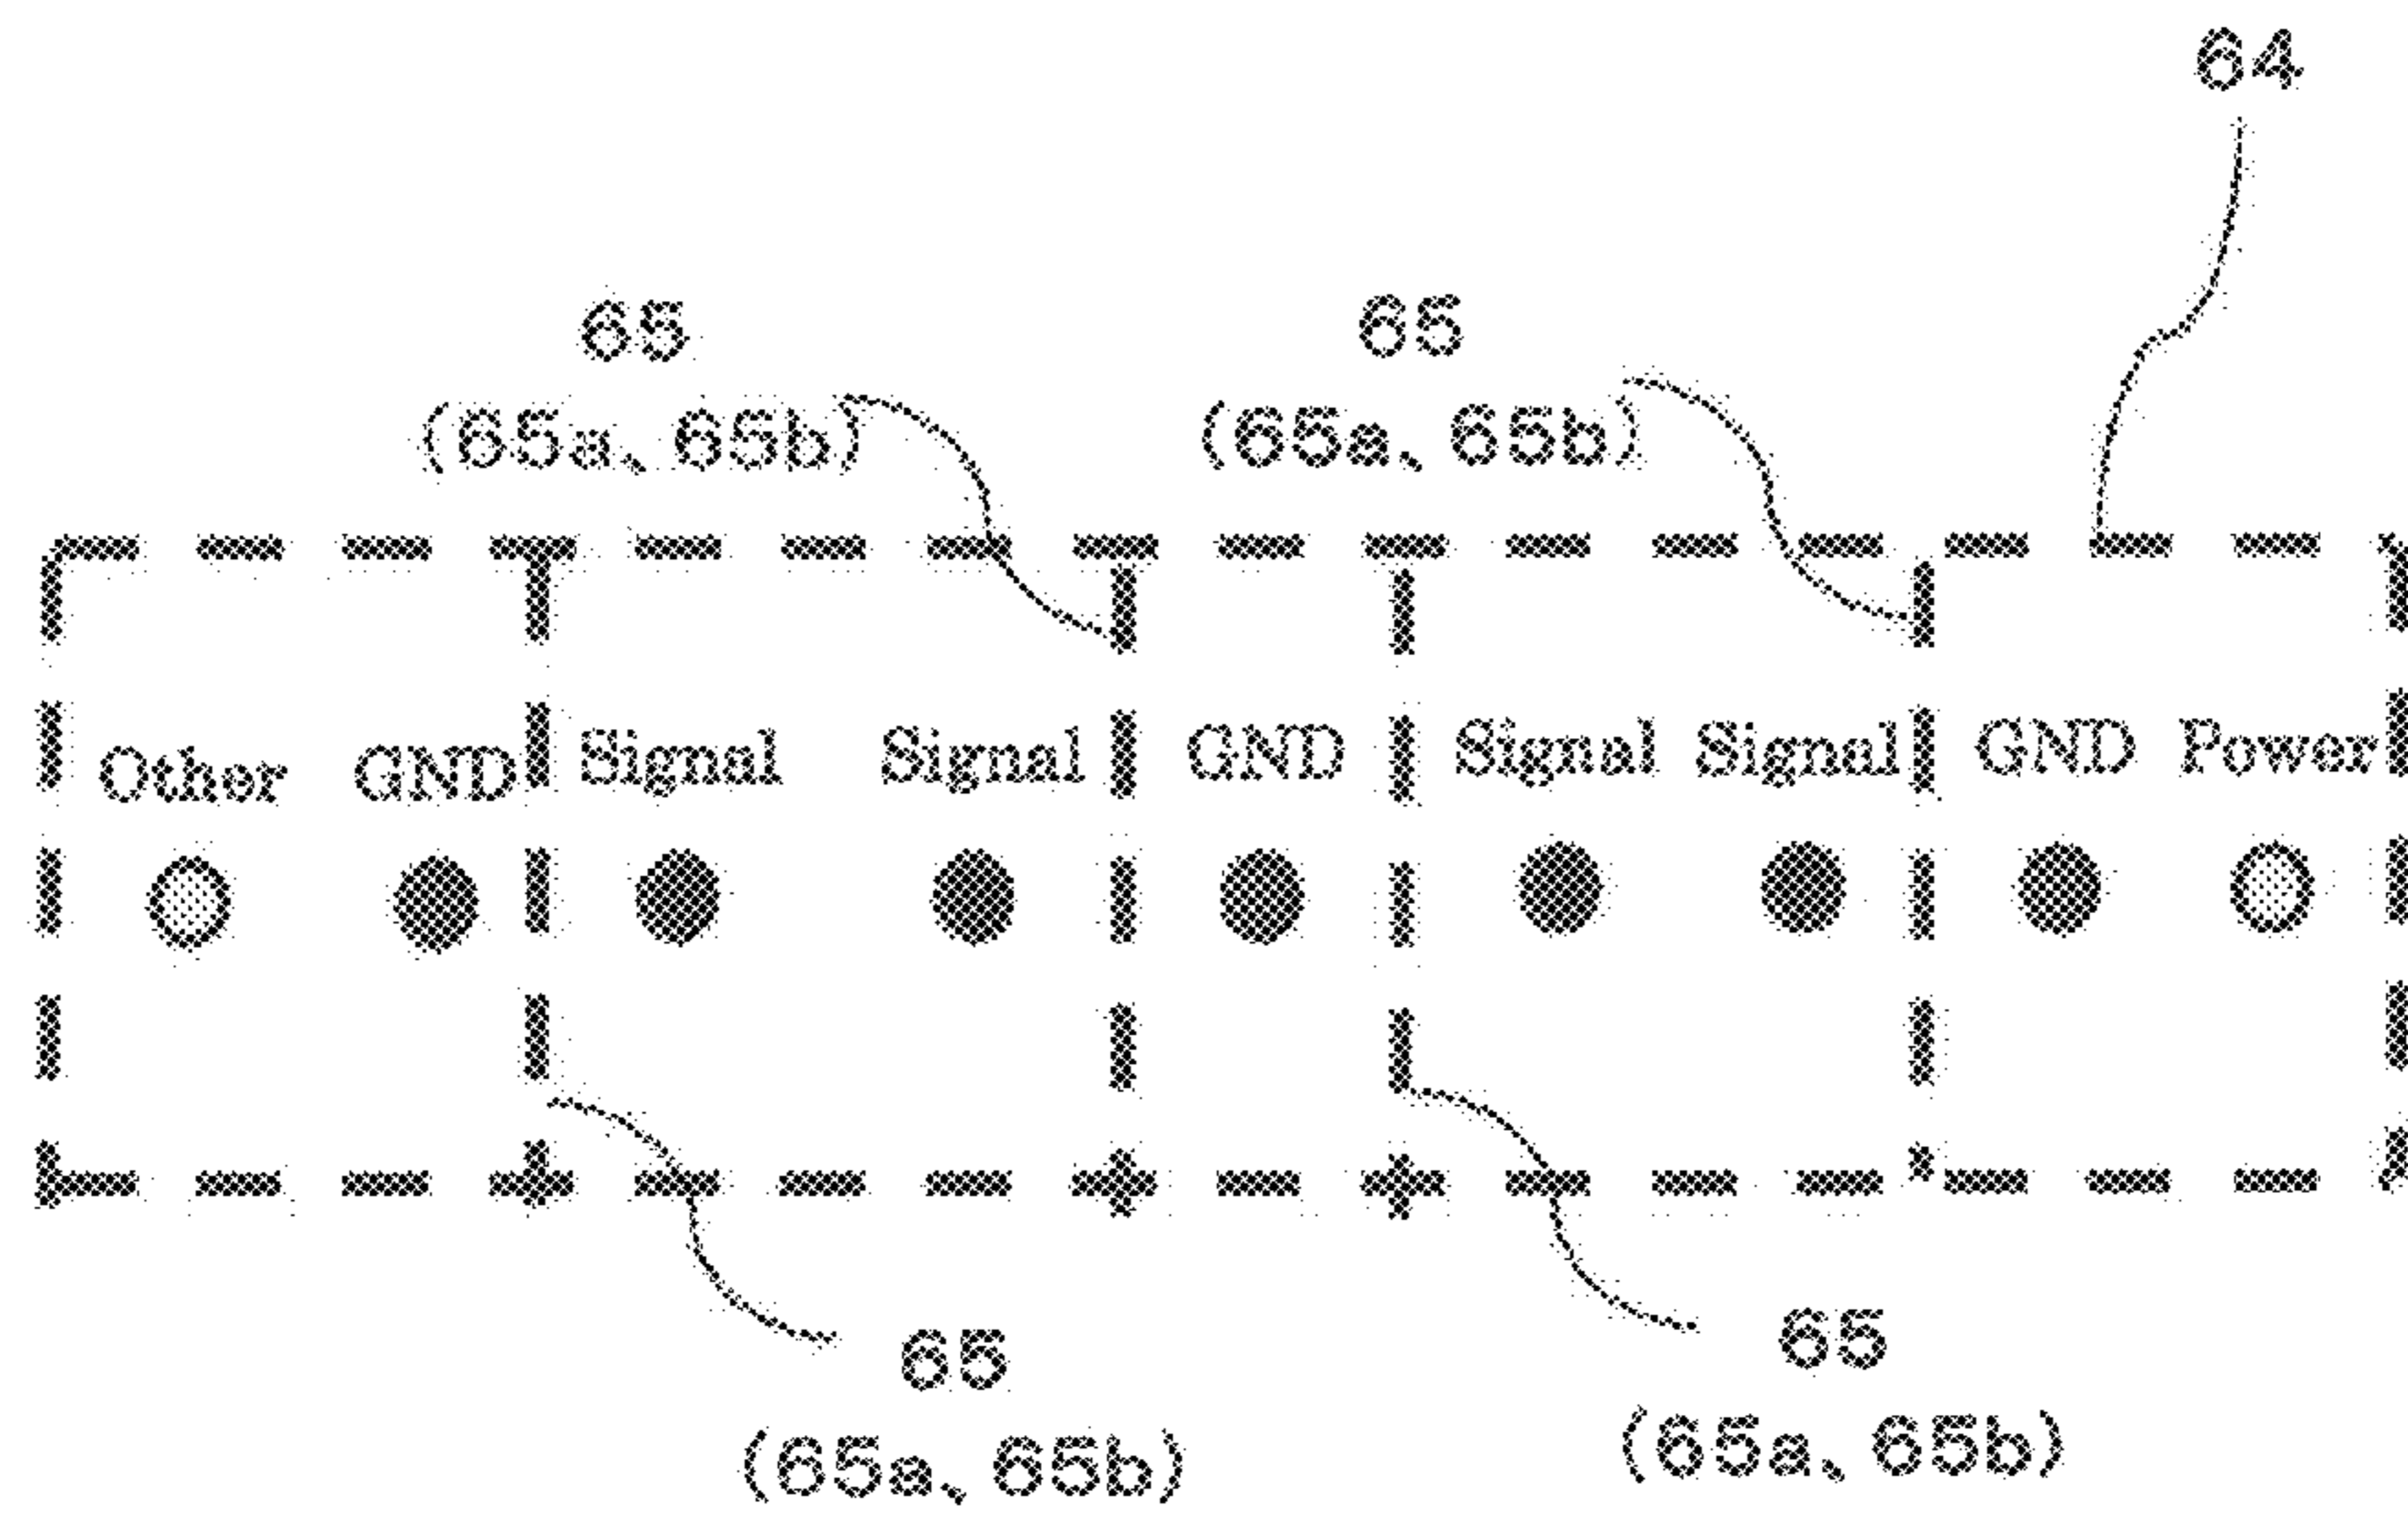 64
65 65
(65a、65b) (65a、65b)
Other GND Signal Signal GND Signal Signal GND Power
65 65
(65a、65b) (65a、65b)